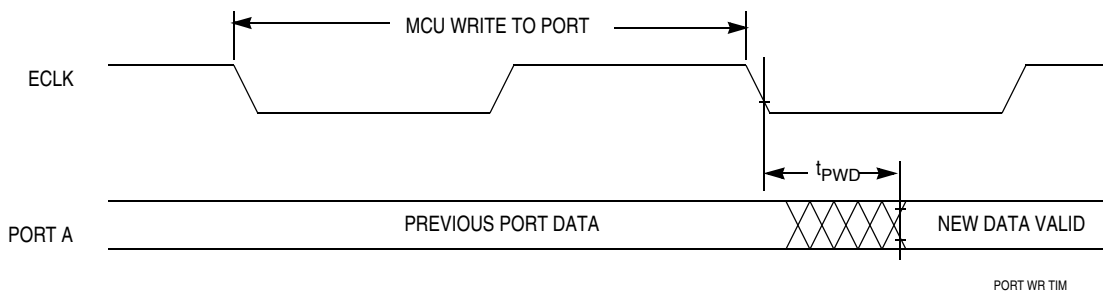 MCU WRITE TO PORT
ECLK
tPWD
PORT A
PREVIOUS PORT DATA
NEW DATA VALID
PORT WR TIM